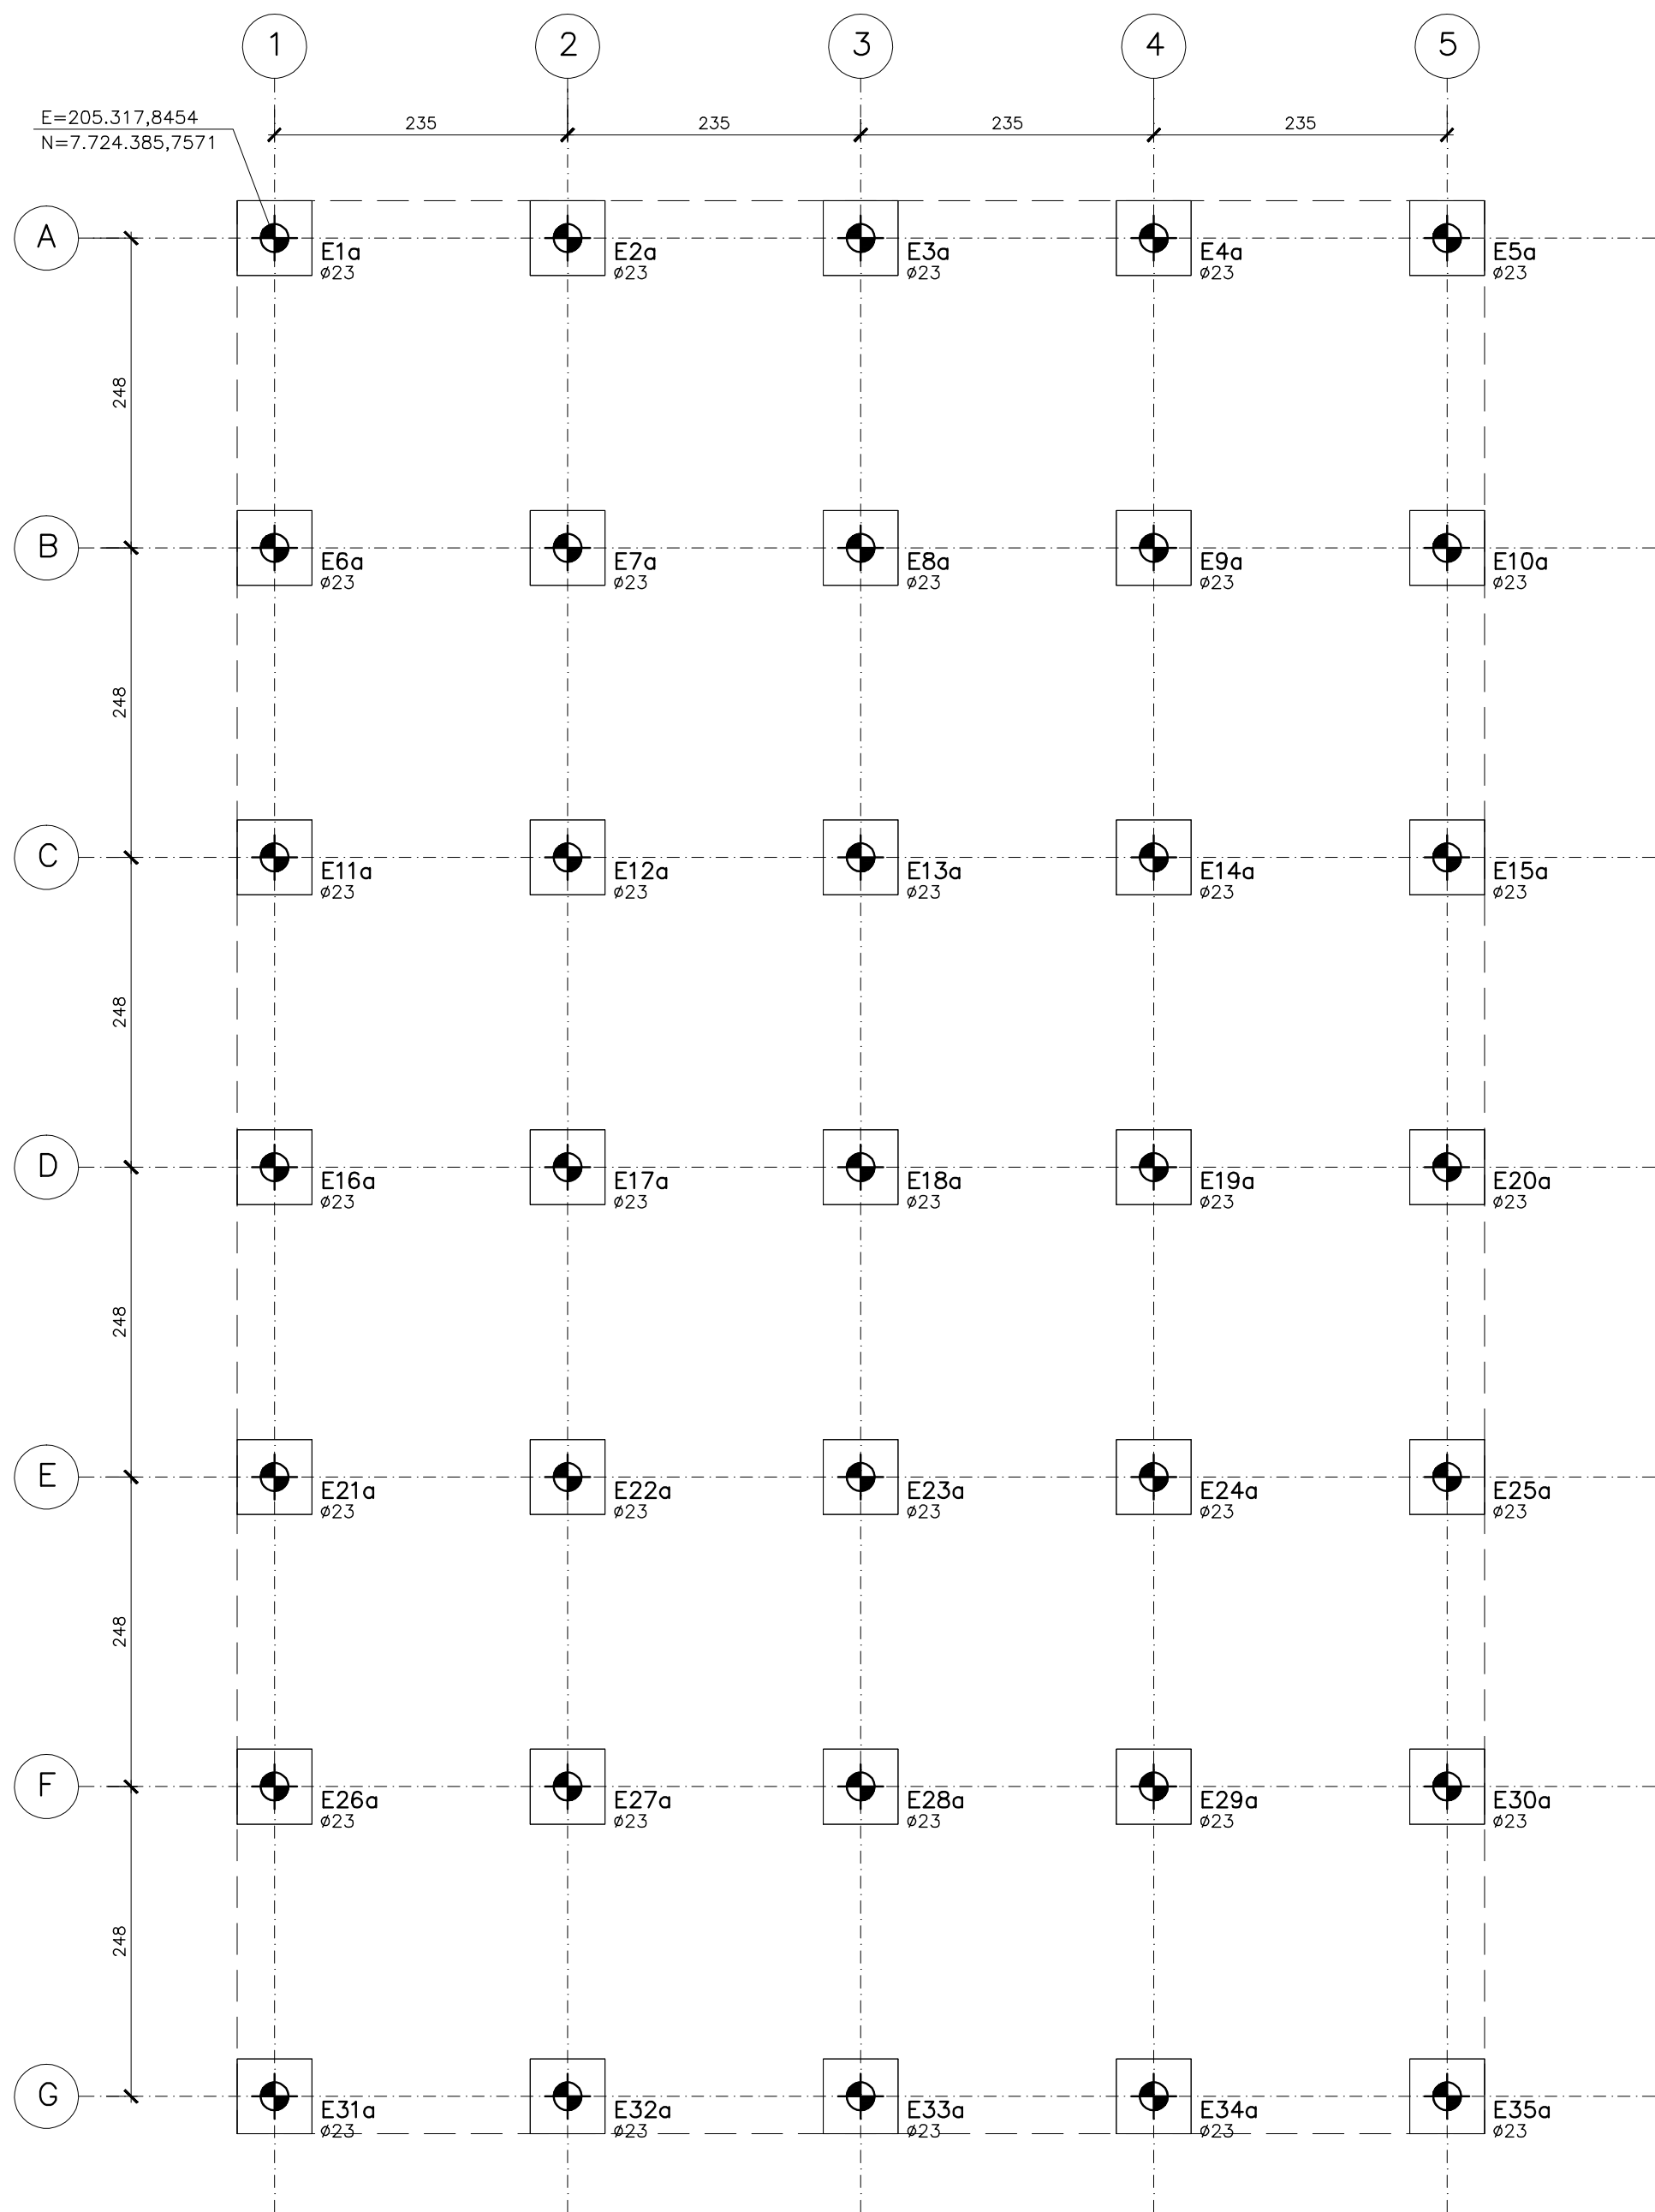 1 2 3 4 5
E=205.317,8454
N=7.724.385,7571
235 235 235 235
A
E1a E2a E3a E4a E5a
ø23 ø23 ø23 ø23 ø23
248
B
E6a E7a E8a E9a E10a
ø23 ø23 ø23 ø23 ø23
248
C
E11a E12a E13a E14a E15a
ø23 ø23 ø23 ø23 ø23
248
D
E16a E17a E18a E19a E20a
ø23 ø23 ø23 ø23 ø23
248
E
E21a E22a E23a E24a E25a
ø23 ø23 ø23 ø23 ø23
248
F
E26a E27a E28a E29a E30a
ø23 ø23 ø23 ø23 ø23
248
G
E31a E32a E33a E34a E35a
ø23 ø23 ø23 ø23 ø23